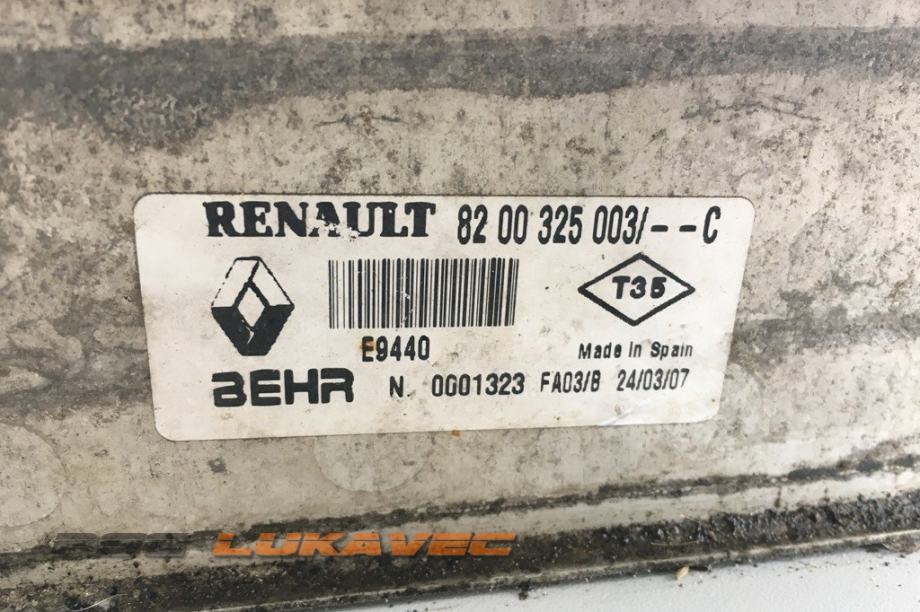 RENAULT 82 00 325 003/---C
T35
E9440
Made in Spain
BEHR N. 0001323 FA03/B 24/03/07
LUKAVEC